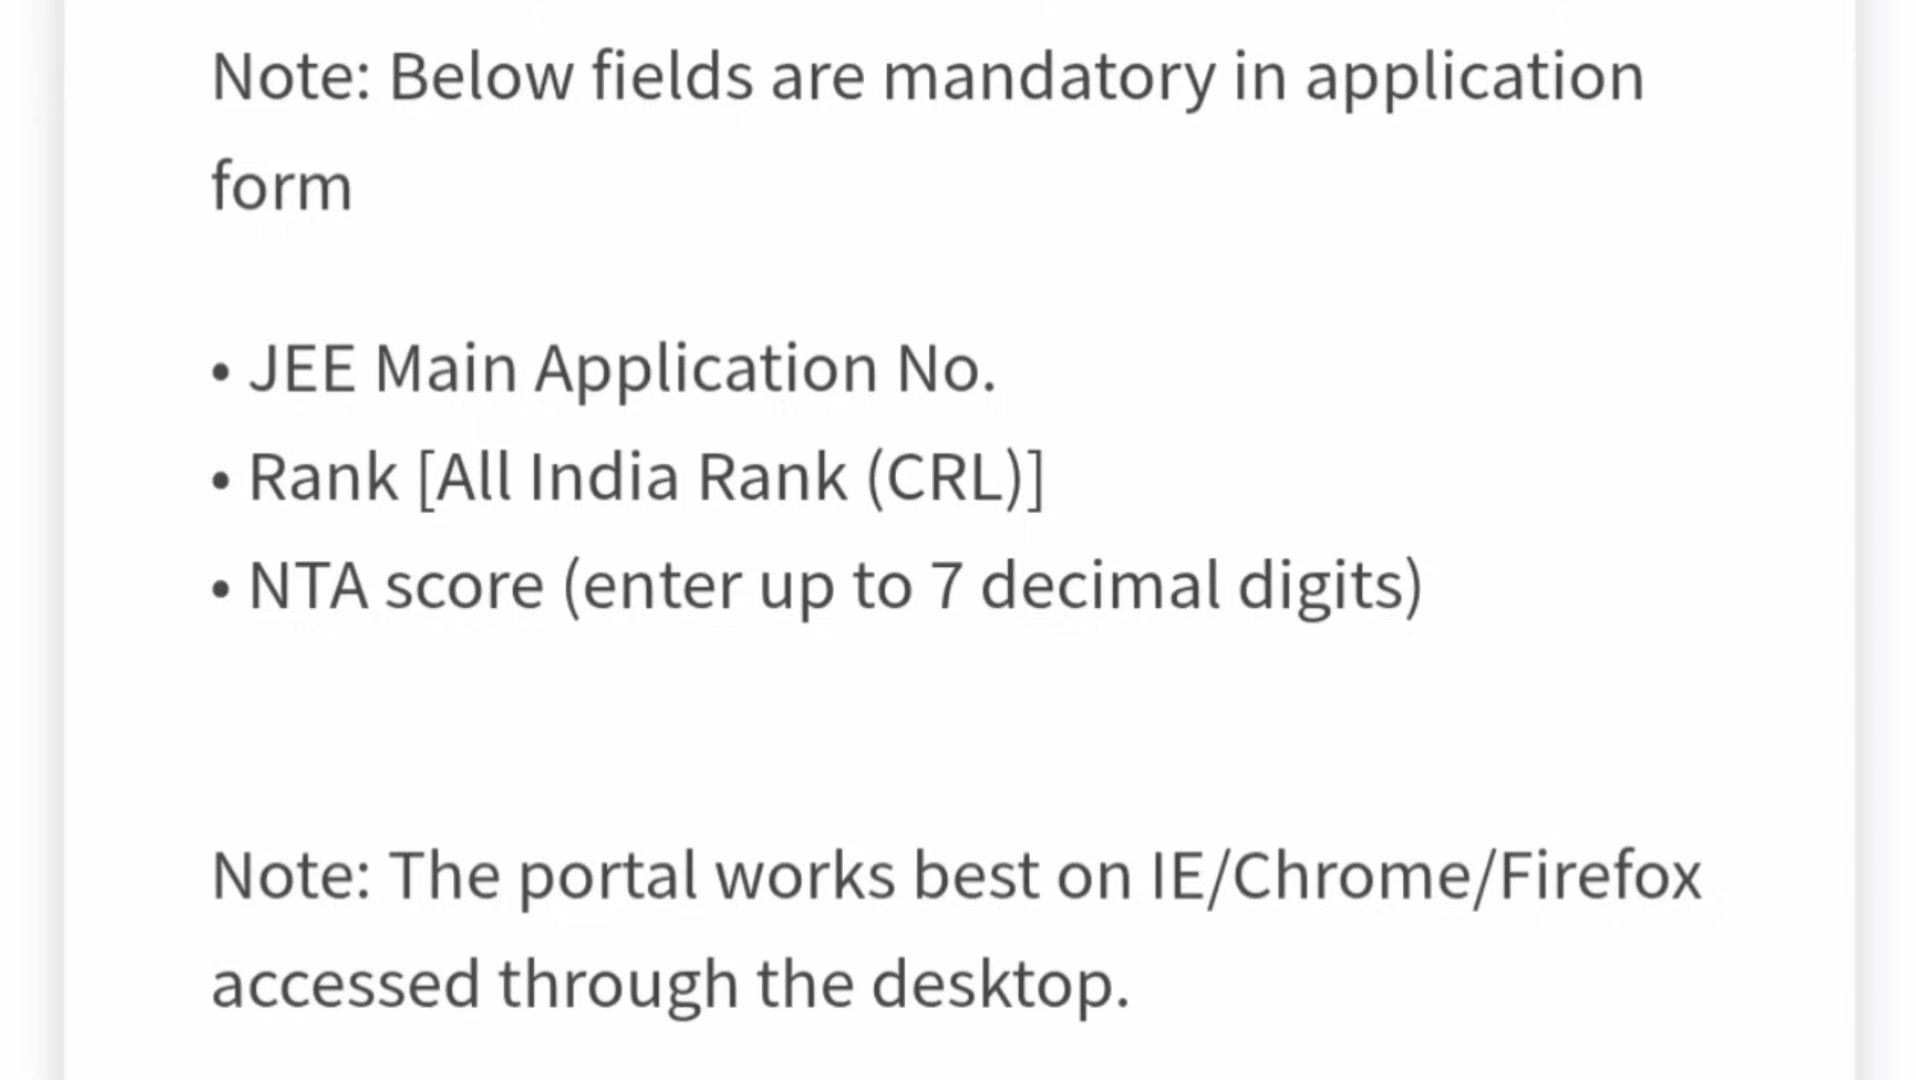 Note: Below fields are mandatory in application
form
• JEE Main Application No.
• Rank [All India Rank (CRL)]
• NTA score (enter up to 7 decimal digits)
Note: The portal works best on IE/Chrome/Firefox
accessed through the desktop.